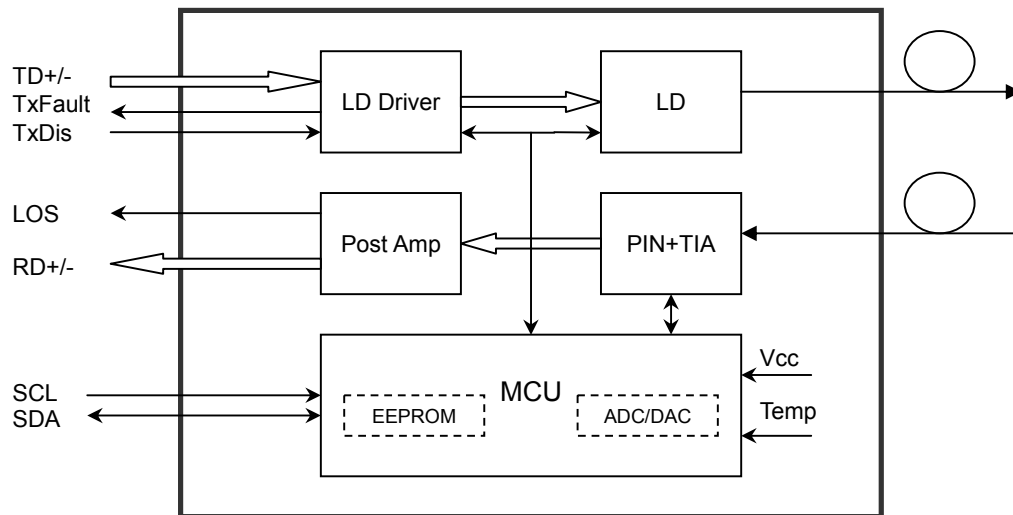 TD+/-
TxFault
TxDis
LD Driver
LD
LOS
RD+/-
Post Amp
PIN+TIA
SCL
SDA
MCU
EEPROM
ADC/DAC
Vcc
Temp